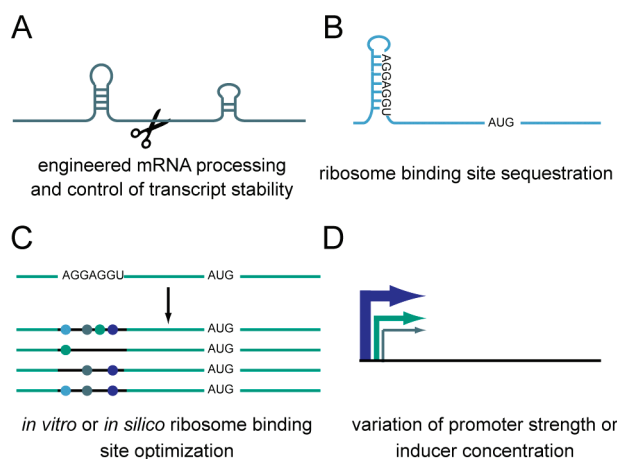 A
engineered mRNA processing
and control of transcript stability
B
AGGAGGU
AUG
ribosome binding site sequestration
C
AGGAGGU AUG
AUG
AUG
AUG
AUG
in vitro or in silico ribosome binding
site optimization
D
variation of promoter strength or
inducer concentration